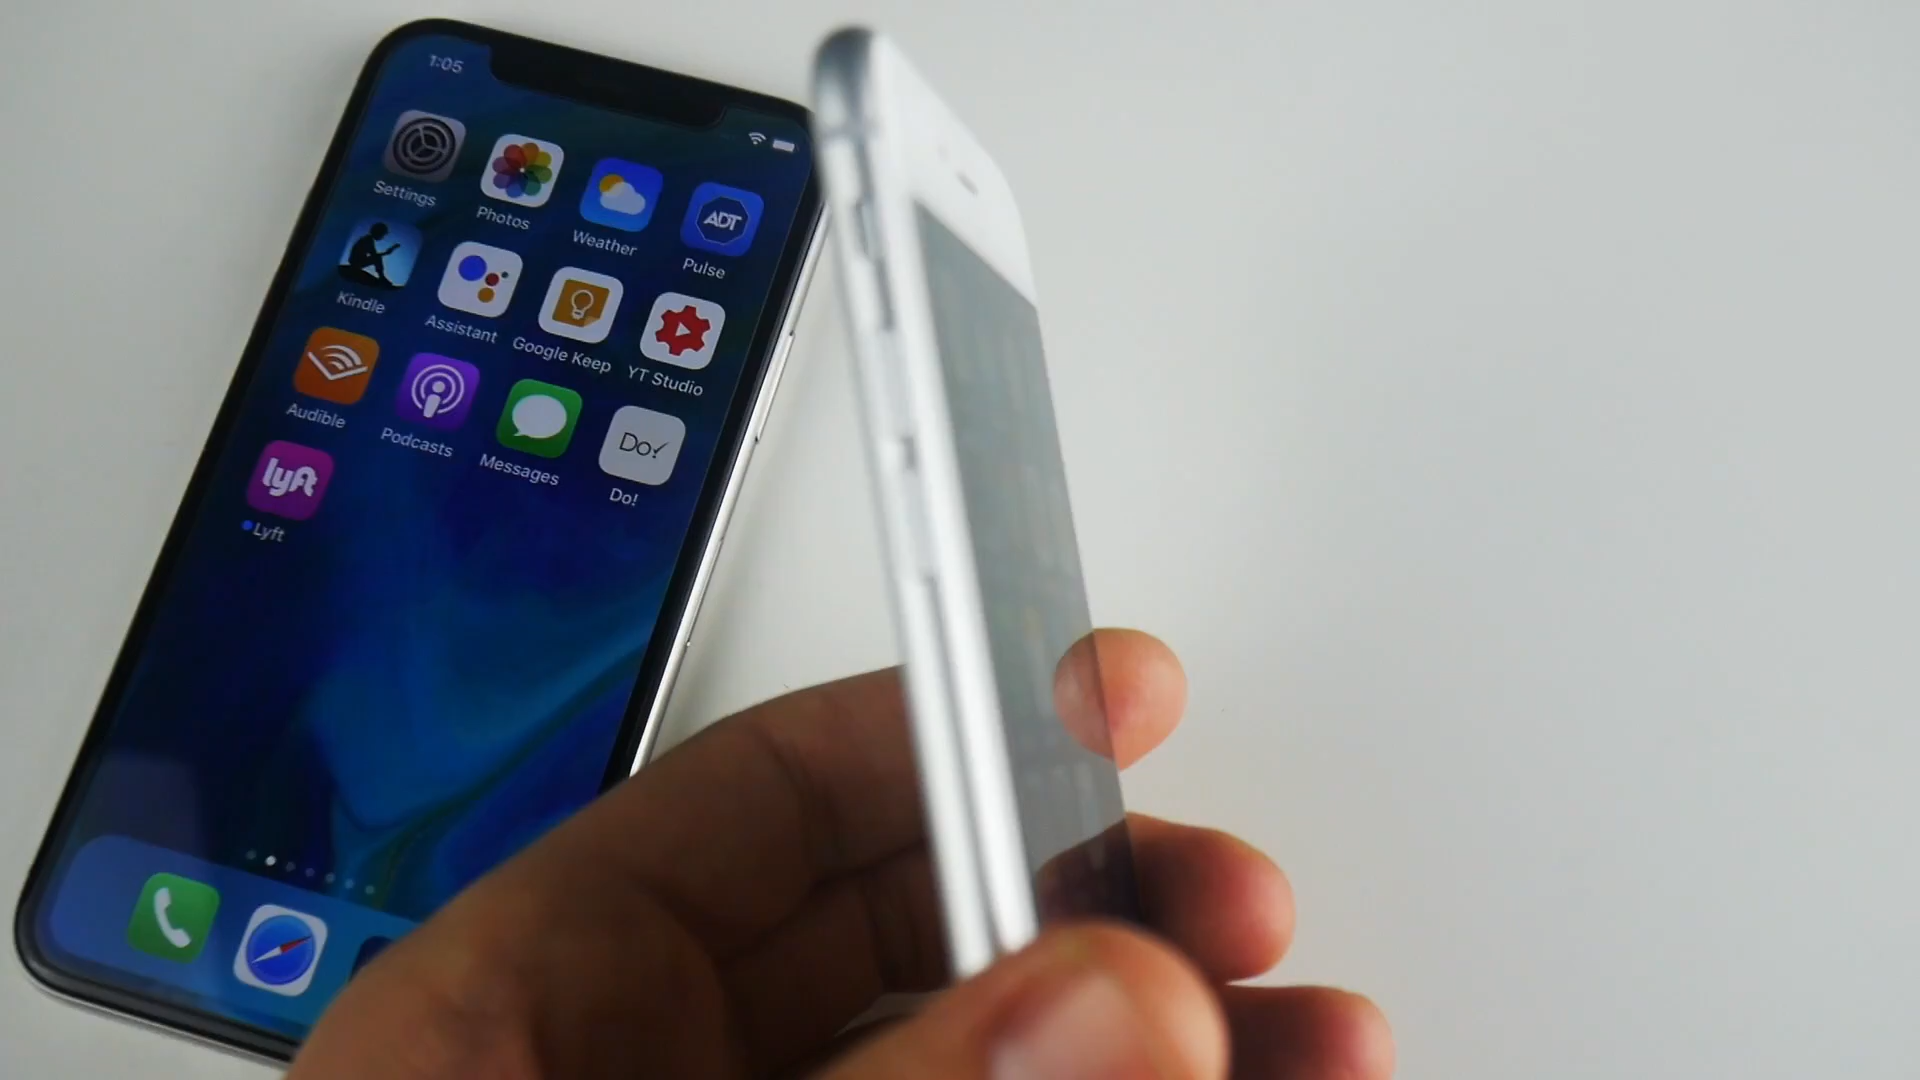 1:05
Settings
Photos
Weather
ADT
Pulse
Kindle
Assistant
Google Keep
YT Studio
Audible
Podcasts
Messages
Do!
Do!
lyft
Lyft